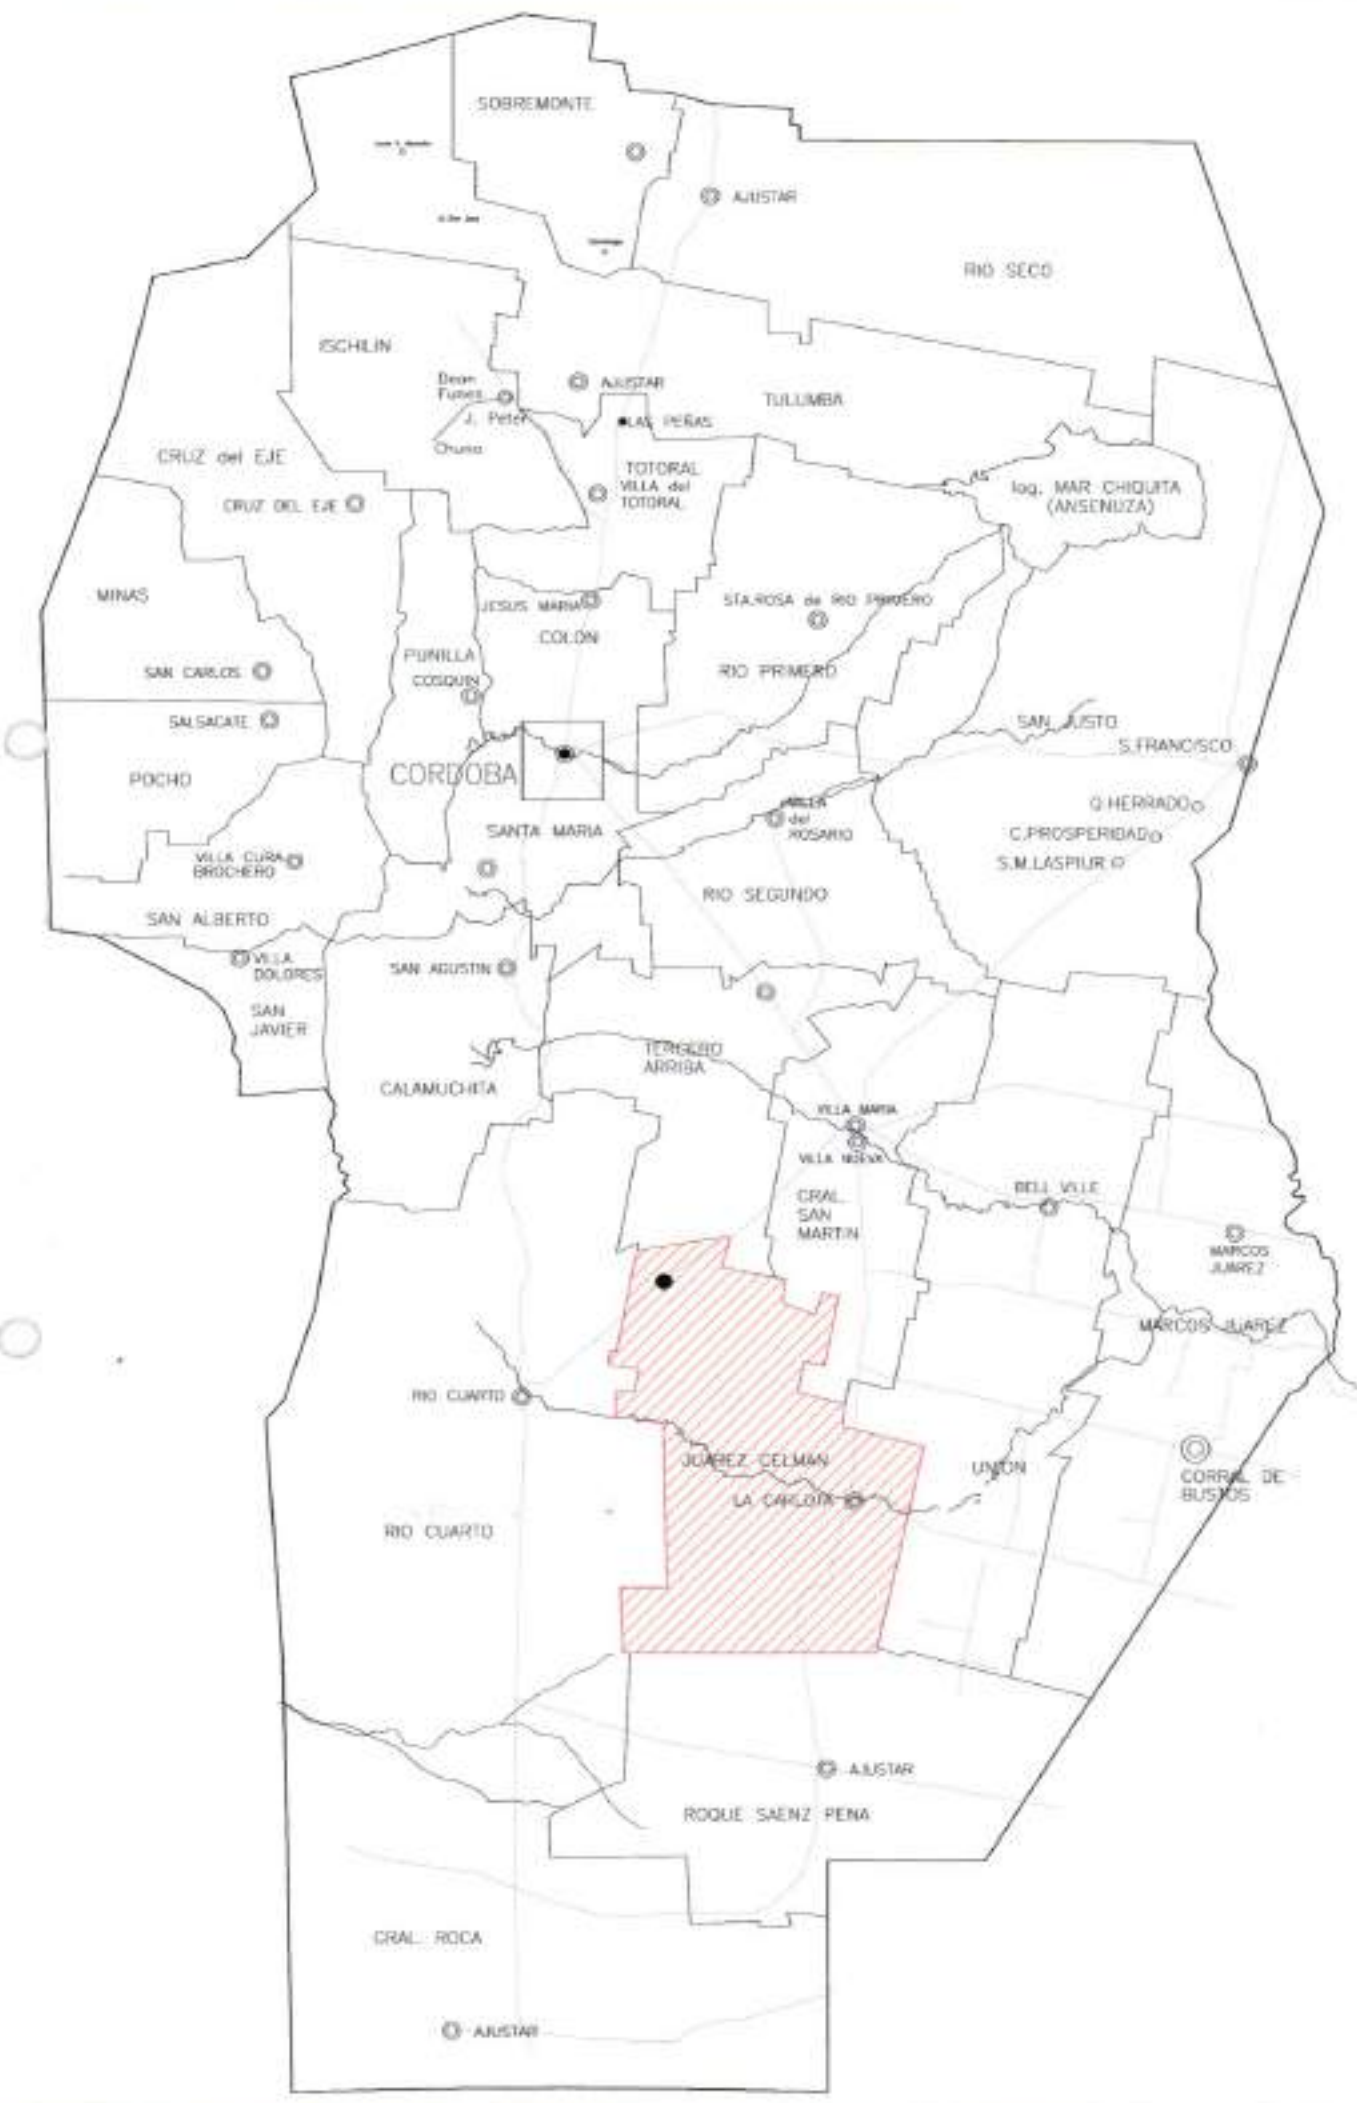 SOBREMONTE
AJUSTAR
RIO SECO
ISCHILIN
Dean
Funes
AJUSTAR
TULUMBA
J. Peter
LAS PEÑAS
Chuna
CRUZ del EJE
TOTORAL
VILLA del
TOTORAL
lag. MAR CHIQUITA
(ANSENUZA)
CRUZ DEL EJE
MINAS
JESUS MARIA
STA.ROSA de RIO PRIMERO
COLON
PUNILLA
SAN CARLOS
COSQUIN
RIO PRIMERO
SALSACATE
SAN JUSTO
S.FRANCISCO
POCHO
CORDOBA
Q.HERRADO
VILLA
del
ROSARIO
SANTA MARIA
C.PROSPERIDAD
VILLA CURA
BROCHERO
S.M.LASPIUR
RIO SEGUNDO
SAN ALBERTO
VILLA
DOLORES
SAN AGUSTIN
SAN
JAVIER
TERCERO
ARRIBA
CALAMUCHITA
VILLA MARIA
VILLA NUEVA
BELL VILLE
GRAL.
SAN
MARTIN
MARCOS
JUAREZ
MARCOS JUAREZ
RIO CUARTO
JUAREZ CELMAN
UNION
CORRAL DE
BUSTOS
LA CARLOTA
RIO CUARTO
AJUSTAR
ROQUE SAENZ PENA
GRAL. ROCA
AJUSTAR